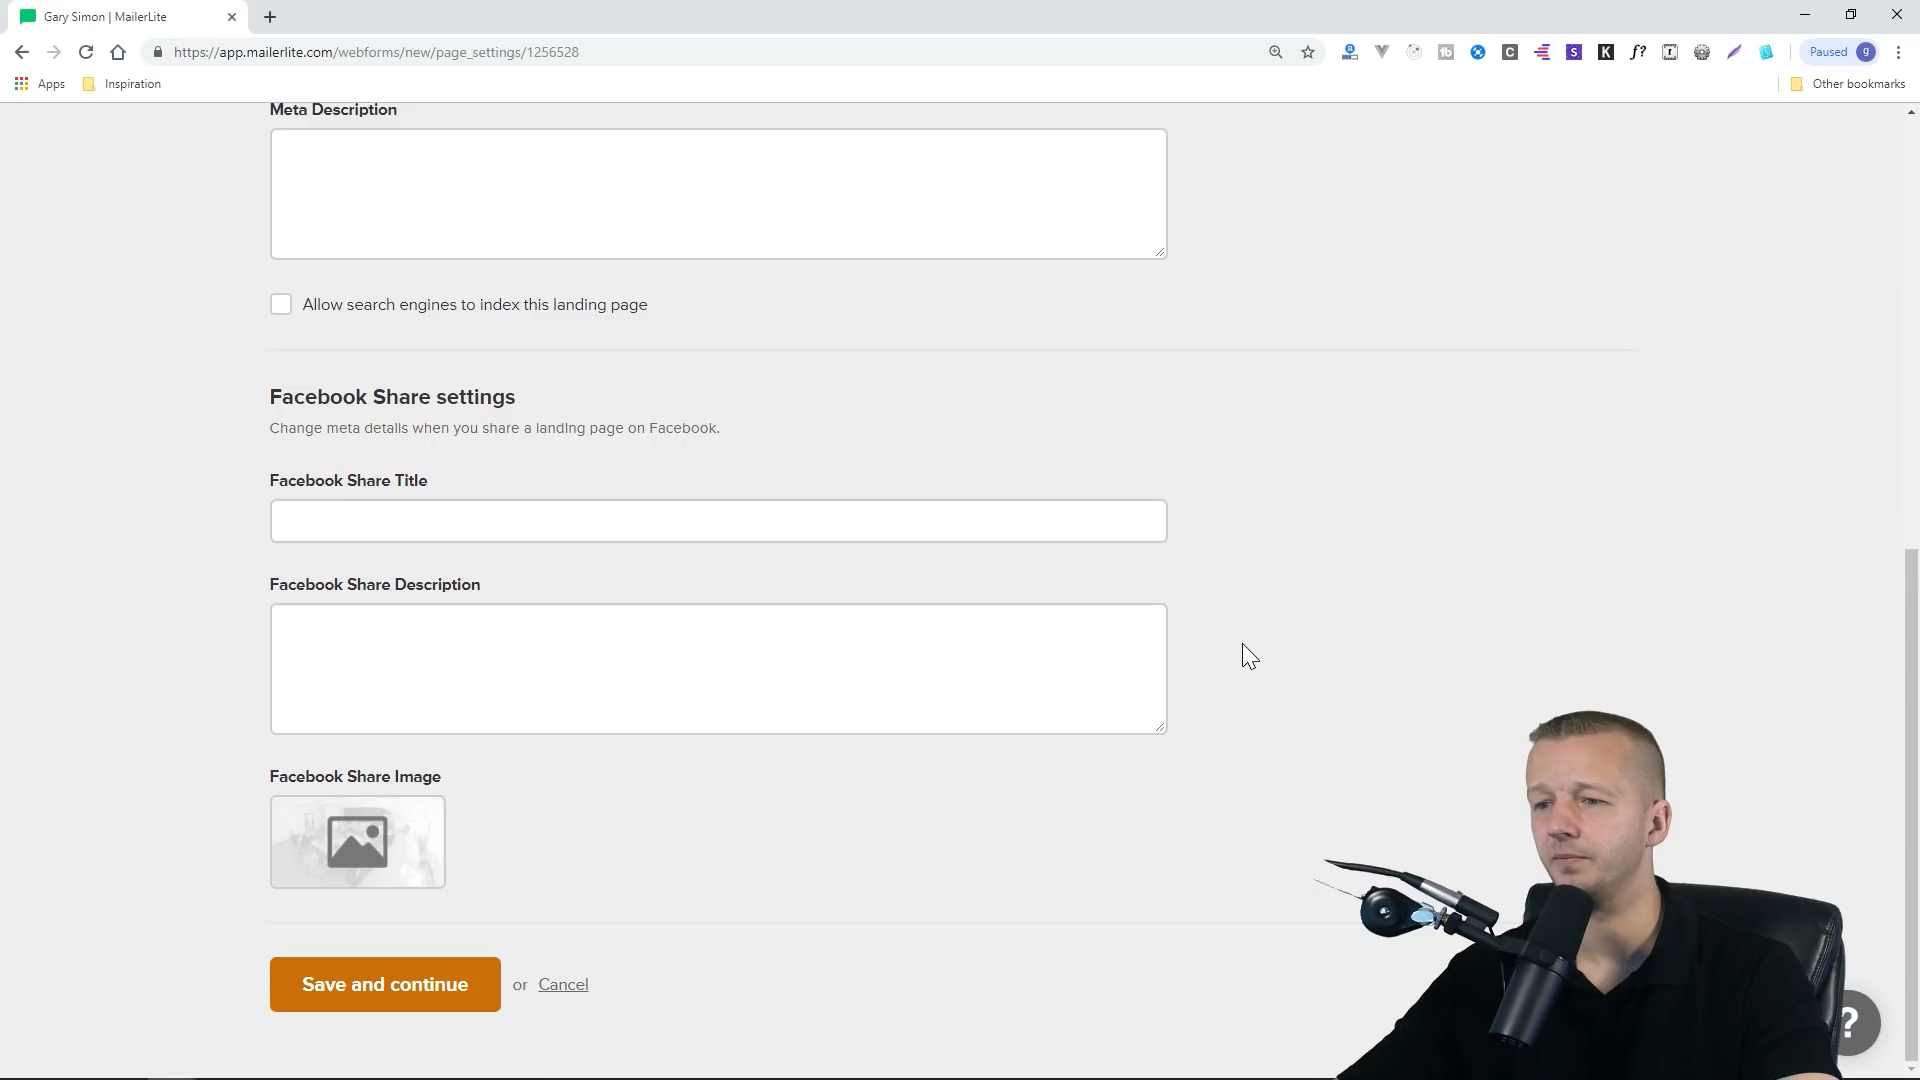 Gary Simon | MailerLite
https://app.mailerlite.com/webforms/new/page_settings/1256528
Paused g
Apps Inspiration Other bookmarks
Meta Description
Allow search engines to index this landing page
Facebook Share settings
Change meta details when you share a landing page on Facebook.
Facebook Share Title
Facebook Share Description
Facebook Share Image
Save and continue or Cancel
?